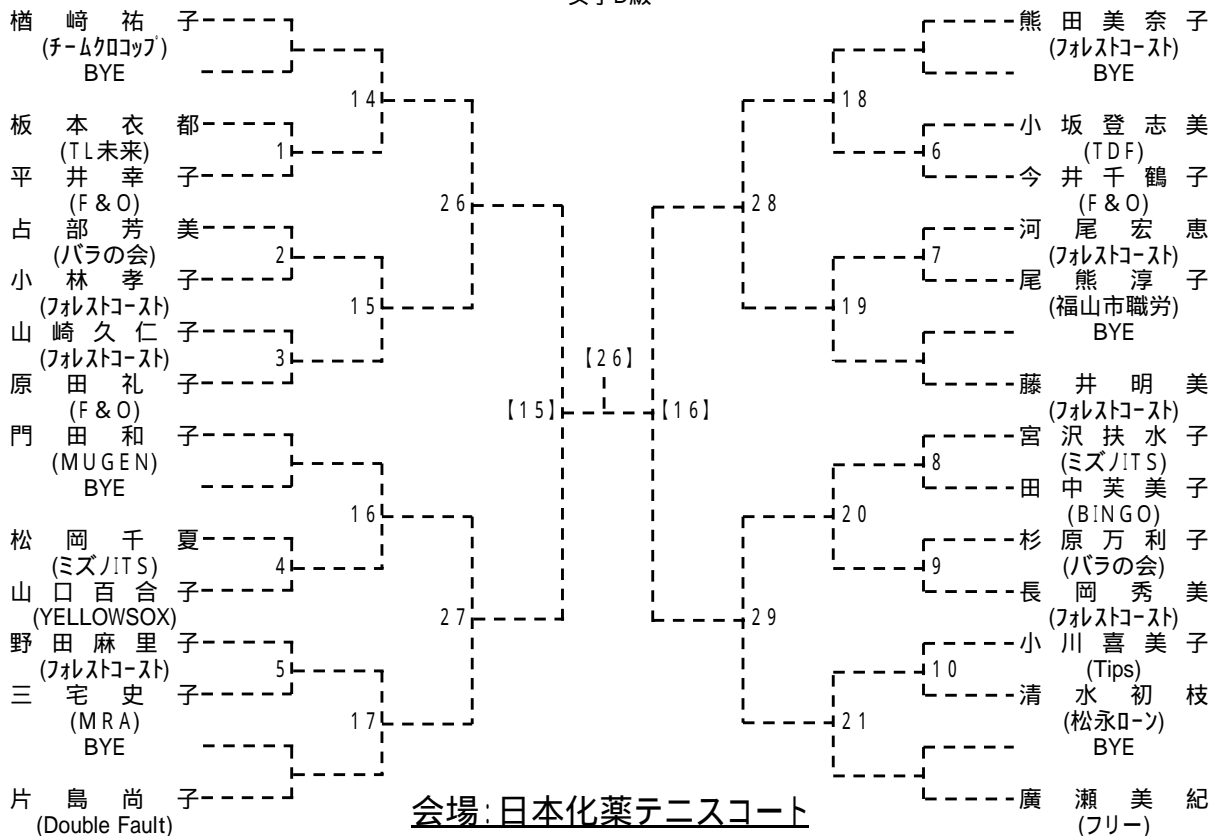 楢﨑祐子
(チームクロコップ)
BYE
14
板本衣都
(TL未来)
1
平井幸子
(F&O)
26
占部芳美
(バラの会)
2
小林孝子
(フォレストコースト)
15
山崎久仁子
(フォレストコースト)
3
原田礼子
(F&O)
【15】
門田和子
(MUGEN)
BYE
16
松岡千夏
(ミズノITS)
4
山口百合子
(YELLOWSOX)
27
野田麻里子
(フォレストコースト)
5
三宅史子
(MRA)
17
BYE
片島尚子
(Double Fault)
【26】
熊田美奈子
(フォレストコースト)
BYE
18
小坂登志美
(TDF)
6
今井千鶴子
(F&O)
28
河尾宏恵
(フォレストコースト)
7
尾熊淳子
(福山市職労)
19
BYE
藤井明美
(フォレストコースト)
【16】
宮沢扶水子
(ミズノITS)
8
田中芙美子
(BINGO)
20
杉原万利子
(バラの会)
9
長岡秀美
(フォレストコースト)
29
小川喜美子
(Tips)
10
清水初枝
(松永ローン)
21
BYE
廣瀬美紀
(フリー)
会場:日本化薬テニスコート